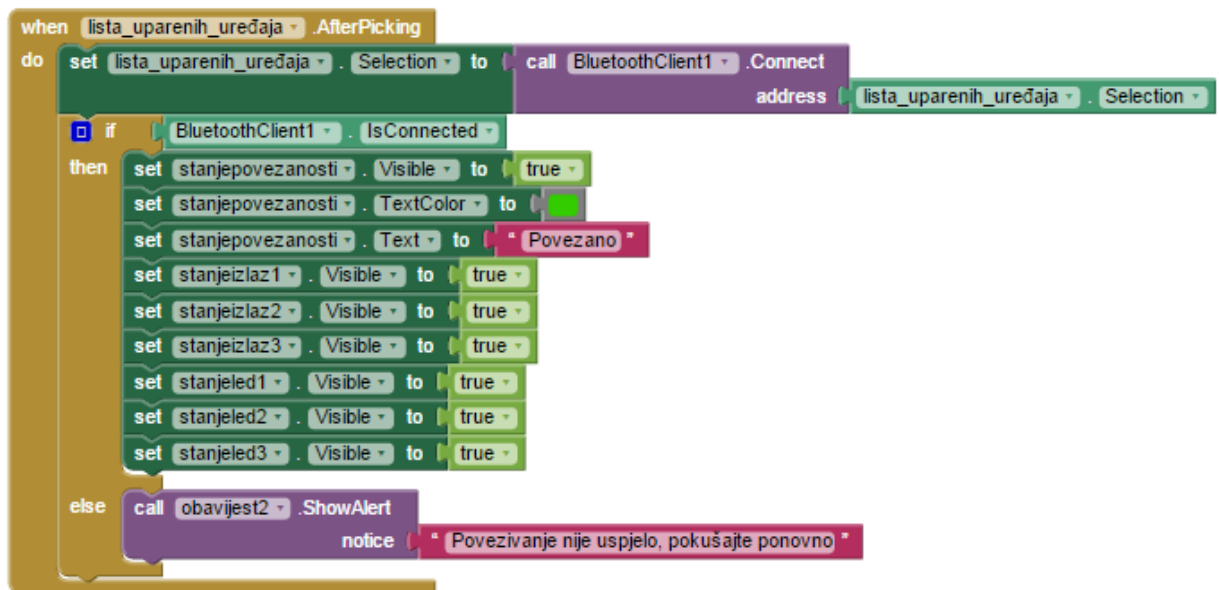 when lista_uparenih_uređaja .AfterPicking
do set lista_uparenih_uređaja . Selection to call BluetoothClient1 .Connect
address lista_uparenih_uređaja . Selection
if BluetoothClient1 . IsConnected
then set stanjepovezanosti . Visible to true
set stanjepovezanosti . TextColor to
set stanjepovezanosti . Text to " Povezano "
set stanjeizlaz1 . Visible to true
set stanjeizlaz2 . Visible to true
set stanjeizlaz3 . Visible to true
set stanjeled1 . Visible to true
set stanjeled2 . Visible to true
set stanjeled3 . Visible to true
else call obavijest2 .ShowAlert
notice " Povezivanje nije uspjelo, pokušajte ponovno "